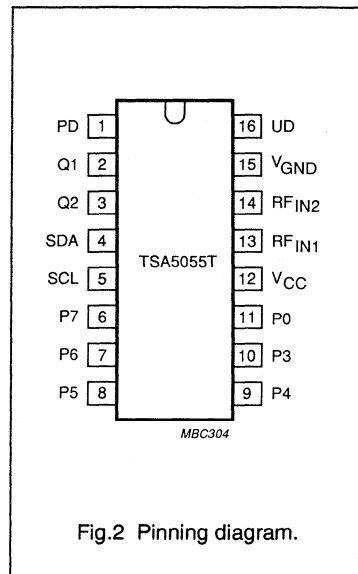 PD 1 16 UD
Q1 2 15 VGND
Q2 3 14 RFIN2
SDA 4 13 RFIN1
TSA5055T
SCL 5 12 VCC
P7 6 11 P0
P6 7 10 P3
P5 8 9 P4
MBC304
Fig.2 Pinning diagram.